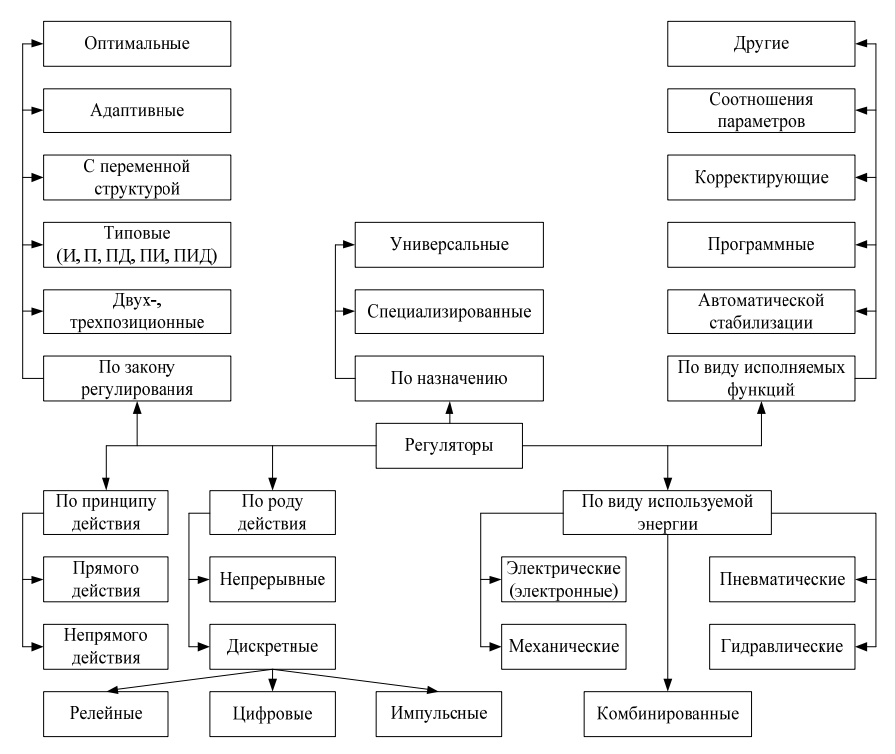 Оптимальные
Другие
Адаптивные
Соотношения
параметров
С переменной
структурой
Корректирующие
Типовые
(И, П, ПД, ПИ, ПИД)
Универсальные
Программные
Двух-,
трехпозиционные
Специализированные
Автоматической
стабилизации
По закону
регулирования
По назначению
По виду исполняемых
функций
Регуляторы
По принципу
действия
По роду
действия
По виду используемой
энергии
Прямого
действия
Непрерывные
Электрические
(электронные)
Пневматические
Непрямого
действия
Дискретные
Механические
Гидравлические
Релейные
Цифровые
Импульсные
Комбинированные